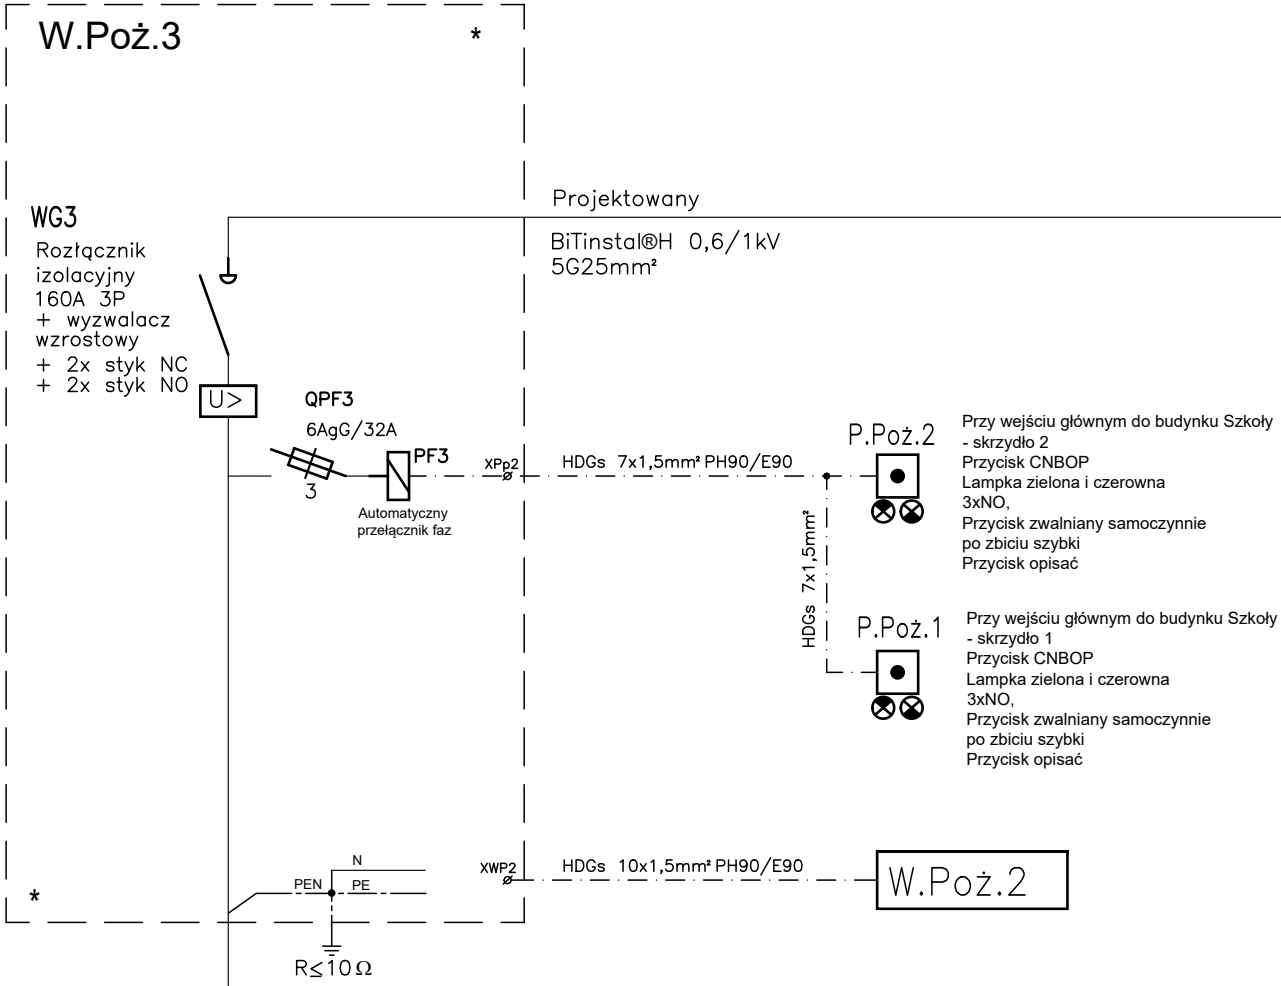 W.Poż.3
*
Projektowany
BiTinstal®H 0,6/1kV
5G25mm²
WG3
Rozłącznik
izolacyjny
160A 3P
+ wyzwalacz
wzrostowy
+ 2x styk NC
+ 2x styk NO
U>
QPF3
6AgG/32A
3
PF3
Automatyczny
przełącznik faz
XPp2
HDGs 7x1,5mm² PH90/E90
HDGs 7x1,5mm²
P.Poż.2
Przy wejściu głównym do budynku Szkoły
- skrzydło 2
Przycisk CNBOP
Lampka zielona i czerowna
3xNO,
Przycisk zwalniany samoczynnie
po zbiciu szybki
Przycisk opisać
P.Poż.1
Przy wejściu głównym do budynku Szkoły
- skrzydło 1
Przycisk CNBOP
Lampka zielona i czerowna
3xNO,
Przycisk zwalniany samoczynnie
po zbiciu szybki
Przycisk opisać
XWP2
HDGs 10x1,5mm² PH90/E90
W.Poż.2
N
PEN
PE
*
R≤10Ω